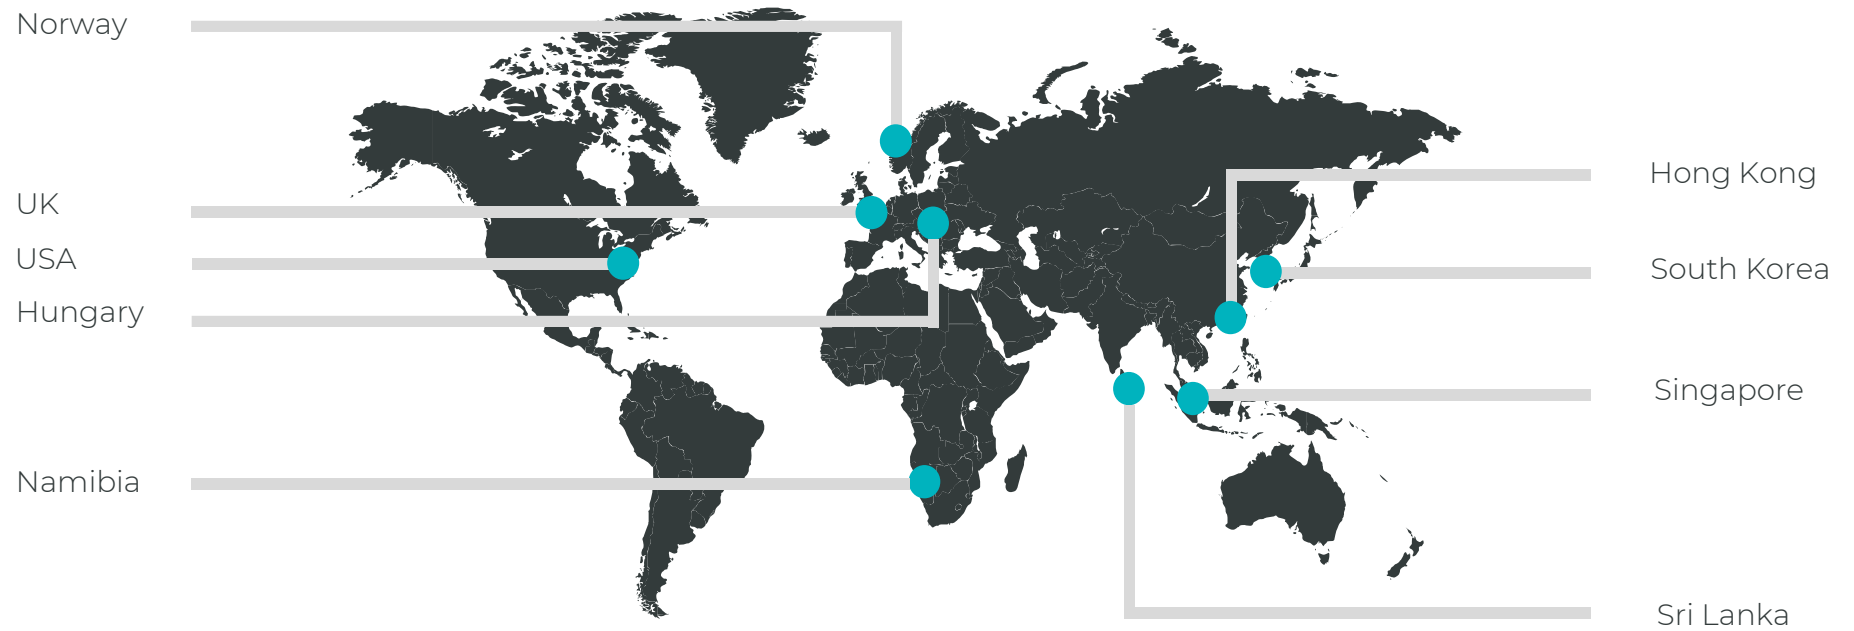 Norway
UK
USA
Hungary
Namibia
Hong Kong
South Korea
Singapore
Sri Lanka